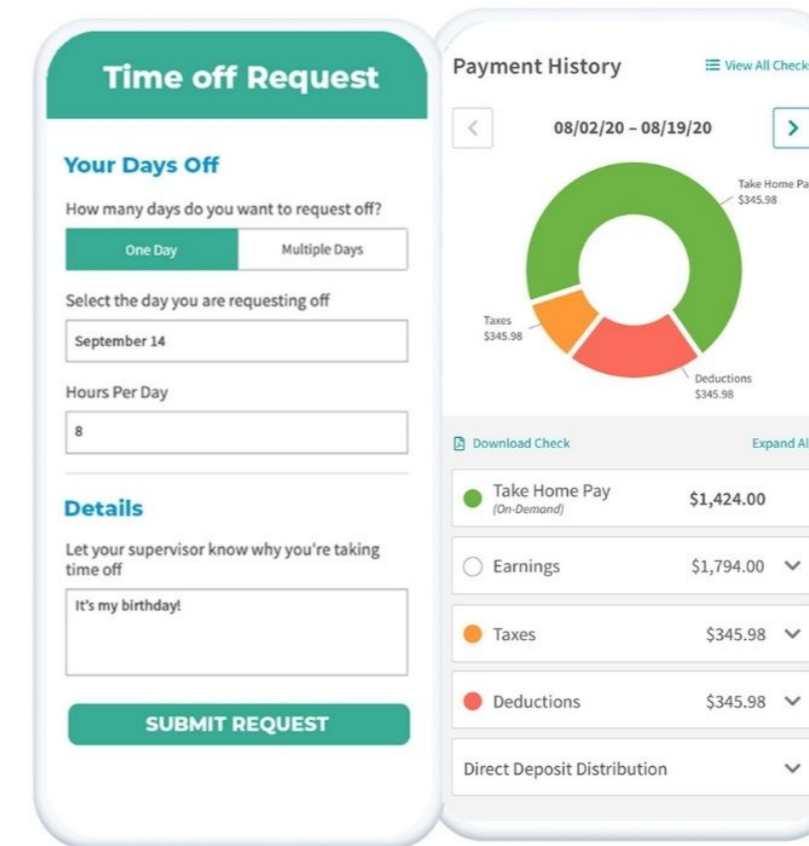 Time off Request
Your Days Off
How many days do you want to request off?
One Day
Multiple Days
Select the day you are requesting off
September 14
Hours Per Day
8
Details
Let your supervisor know why you're taking
time off
It's my birthday!
SUBMIT REQUEST
Payment History
View All Checks
08/02/20 – 08/19/20
Take Home Pa
$345.98
Taxes
$345.98
Deductions
$345.98
Download Check
Expand Al
Take Home Pay
(On-Demand)
$1,424.00
Earnings
$1,794.00
Taxes
$345.98
Deductions
$345.98
Direct Deposit Distribution